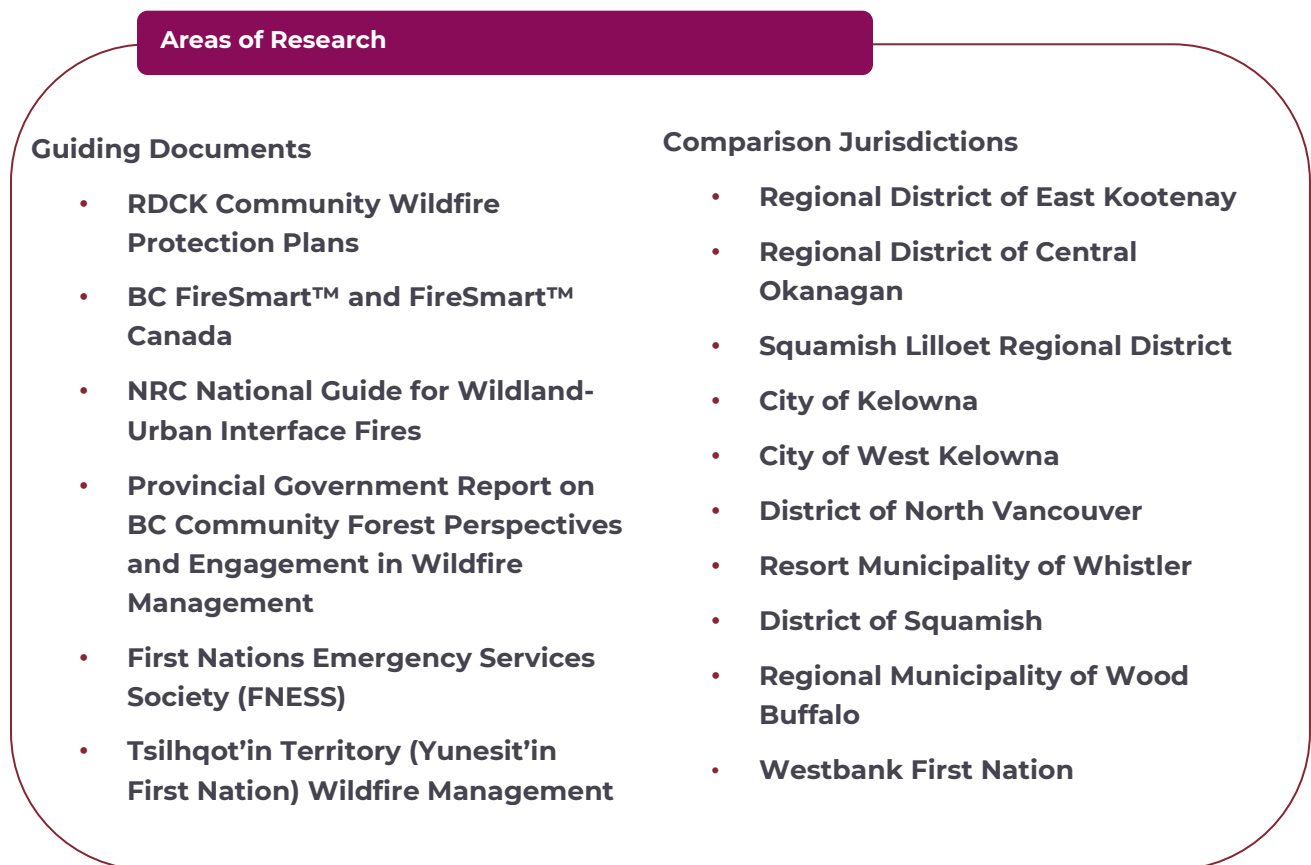 Areas of Research
Guiding Documents
• RDCK Community Wildfire
Protection Plans
• BC FireSmart™ and FireSmart™
Canada
• NRC National Guide for Wildland-
Urban Interface Fires
• Provincial Government Report on
BC Community Forest Perspectives
and Engagement in Wildfire
Management
• First Nations Emergency Services
Society (FNESS)
• Tsilhqot’in Territory (Yunesit’in
First Nation) Wildfire Management
Comparison Jurisdictions
• Regional District of East Kootenay
• Regional District of Central
Okanagan
• Squamish Lilloet Regional District
• City of Kelowna
• City of West Kelowna
• District of North Vancouver
• Resort Municipality of Whistler
• District of Squamish
• Regional Municipality of Wood
Buffalo
• Westbank First Nation